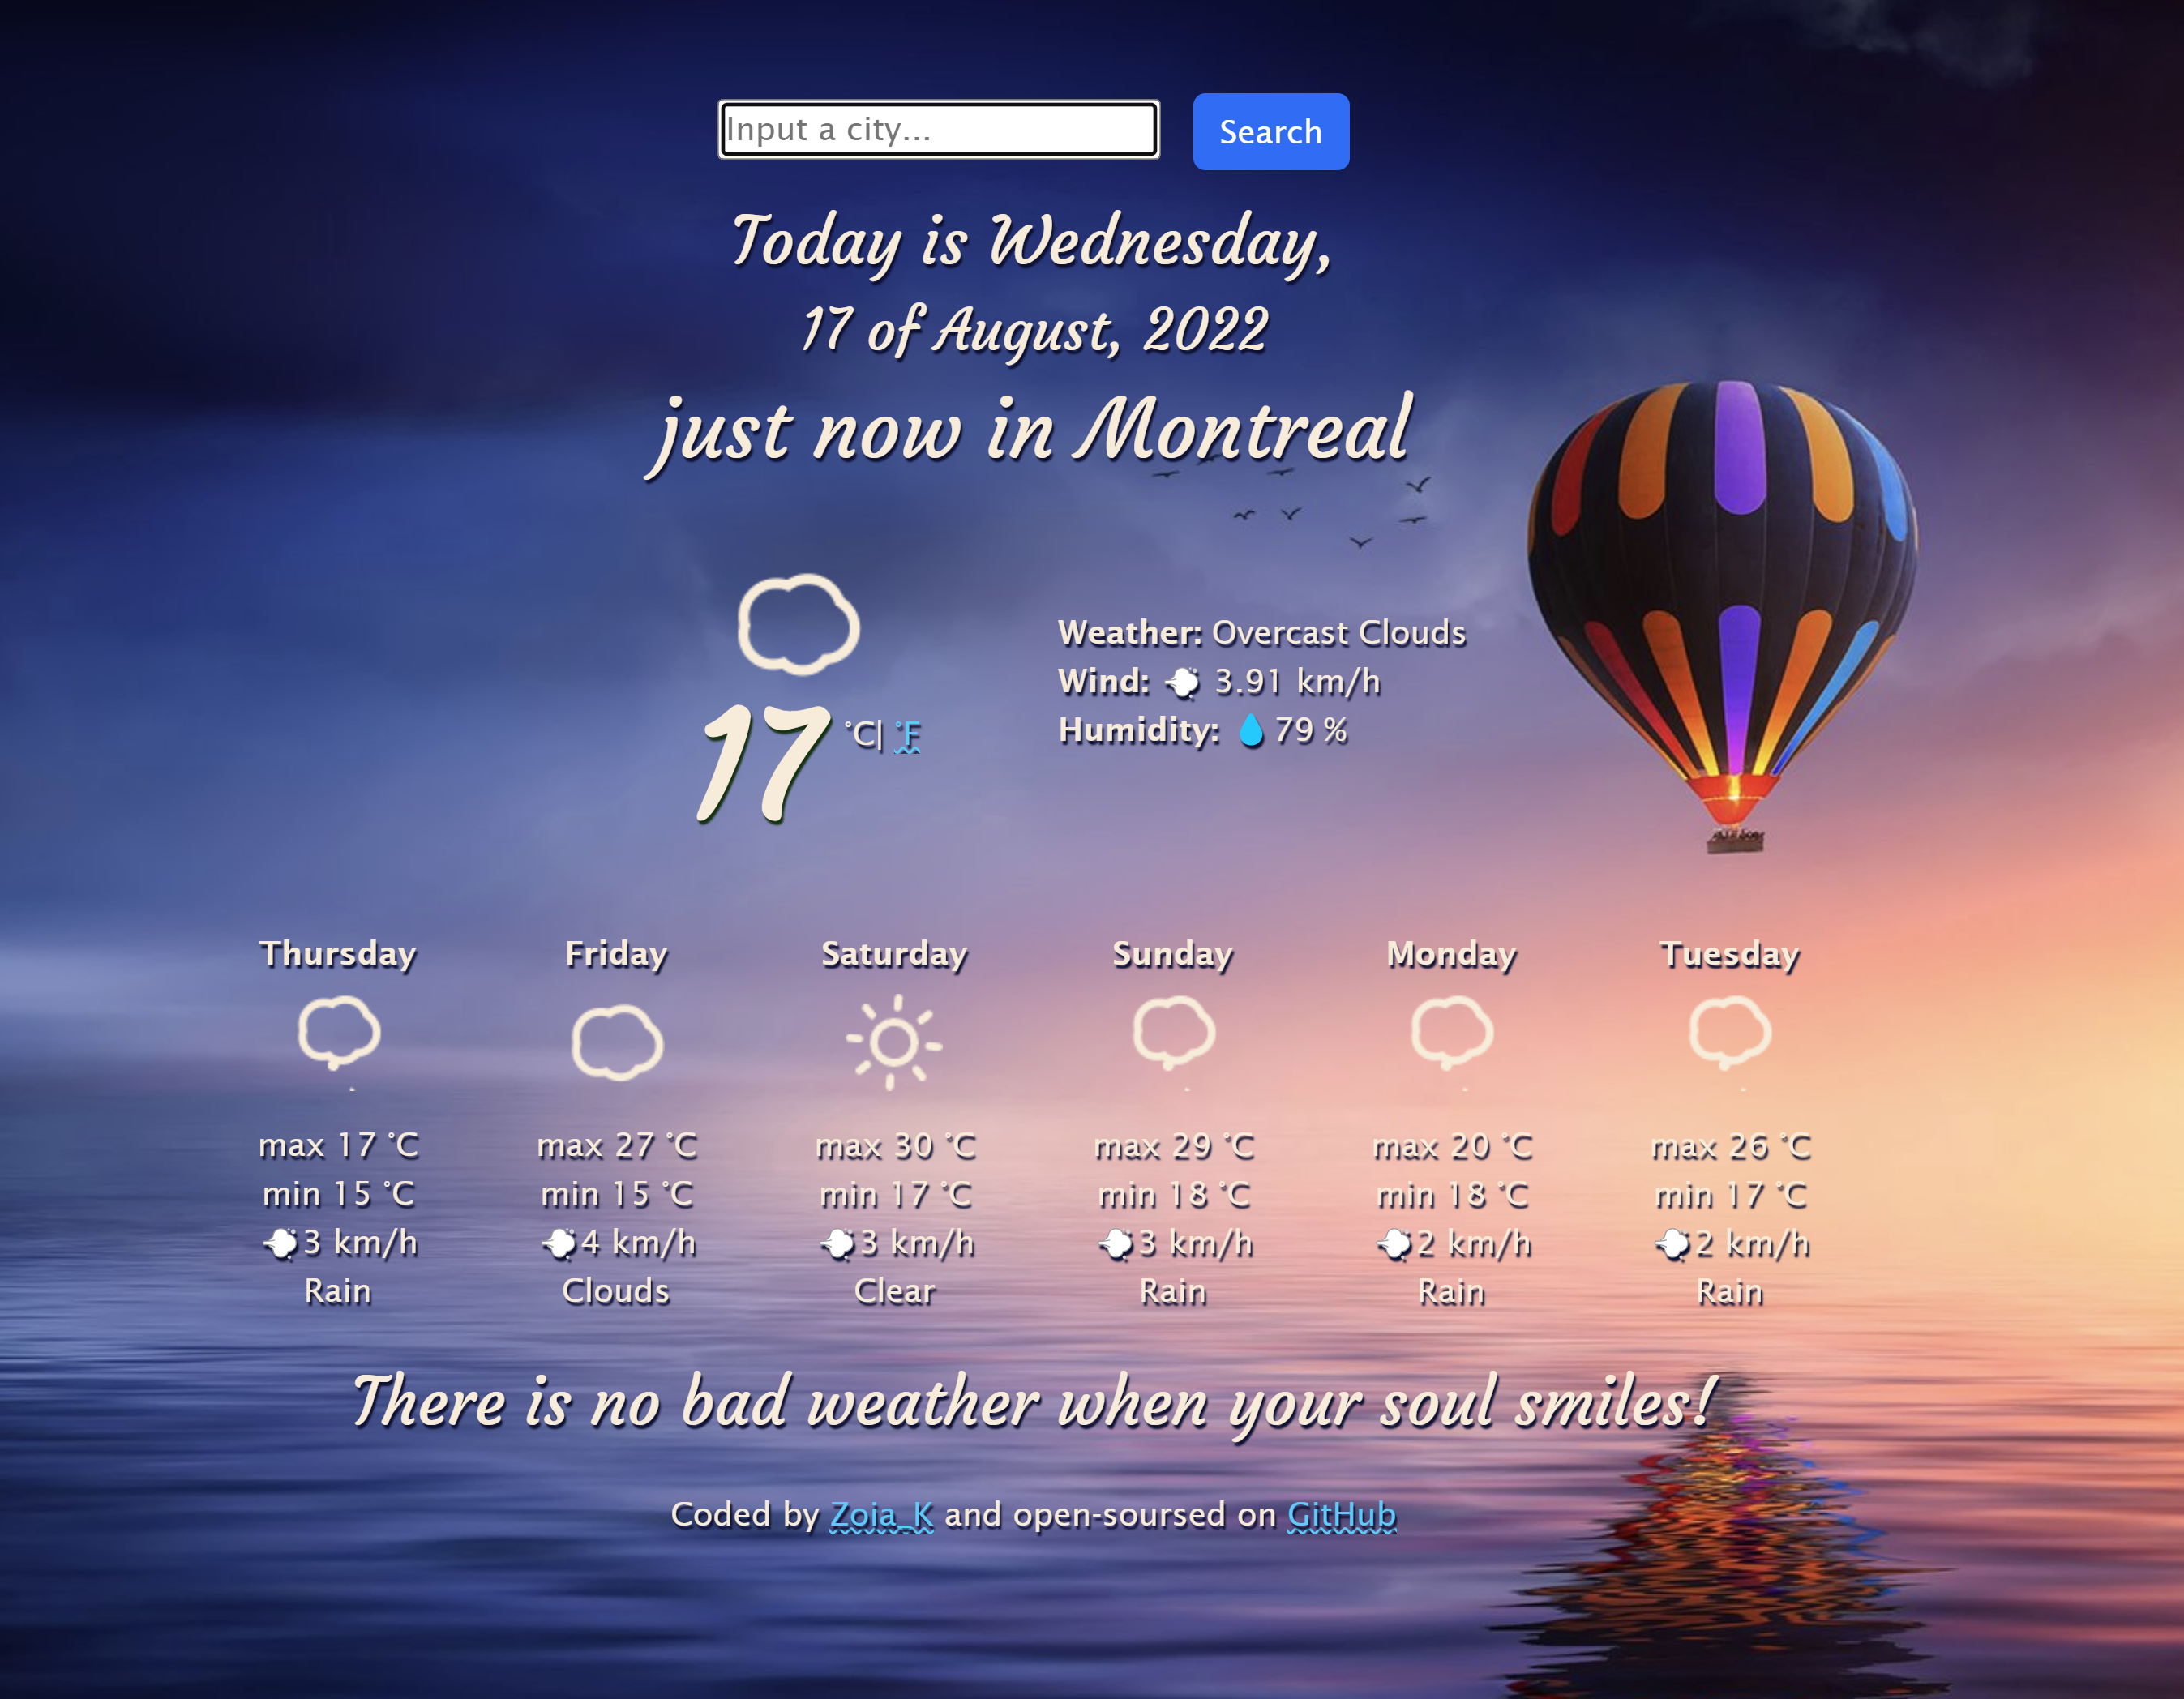 Input a city...
Search
Today is Wednesday,
17 of August, 2022
just now in Montreal
17 °C| °F
Weather: Overcast Clouds
Wind: 3.91 km/h
Humidity: 79 %
Thursday Friday Saturday Sunday Monday Tuesday
max 17 °C max 27 °C max 30 °C max 29 °C max 20 °C max 26 °C
min 15 °C min 15 °C min 17 °C min 18 °C min 18 °C min 17 °C
3 km/h 4 km/h 3 km/h 3 km/h 2 km/h 2 km/h
Rain Clouds Clear Rain Rain Rain
There is no bad weather when your soul smiles!
Coded by Zoia_K and open-soursed on GitHub